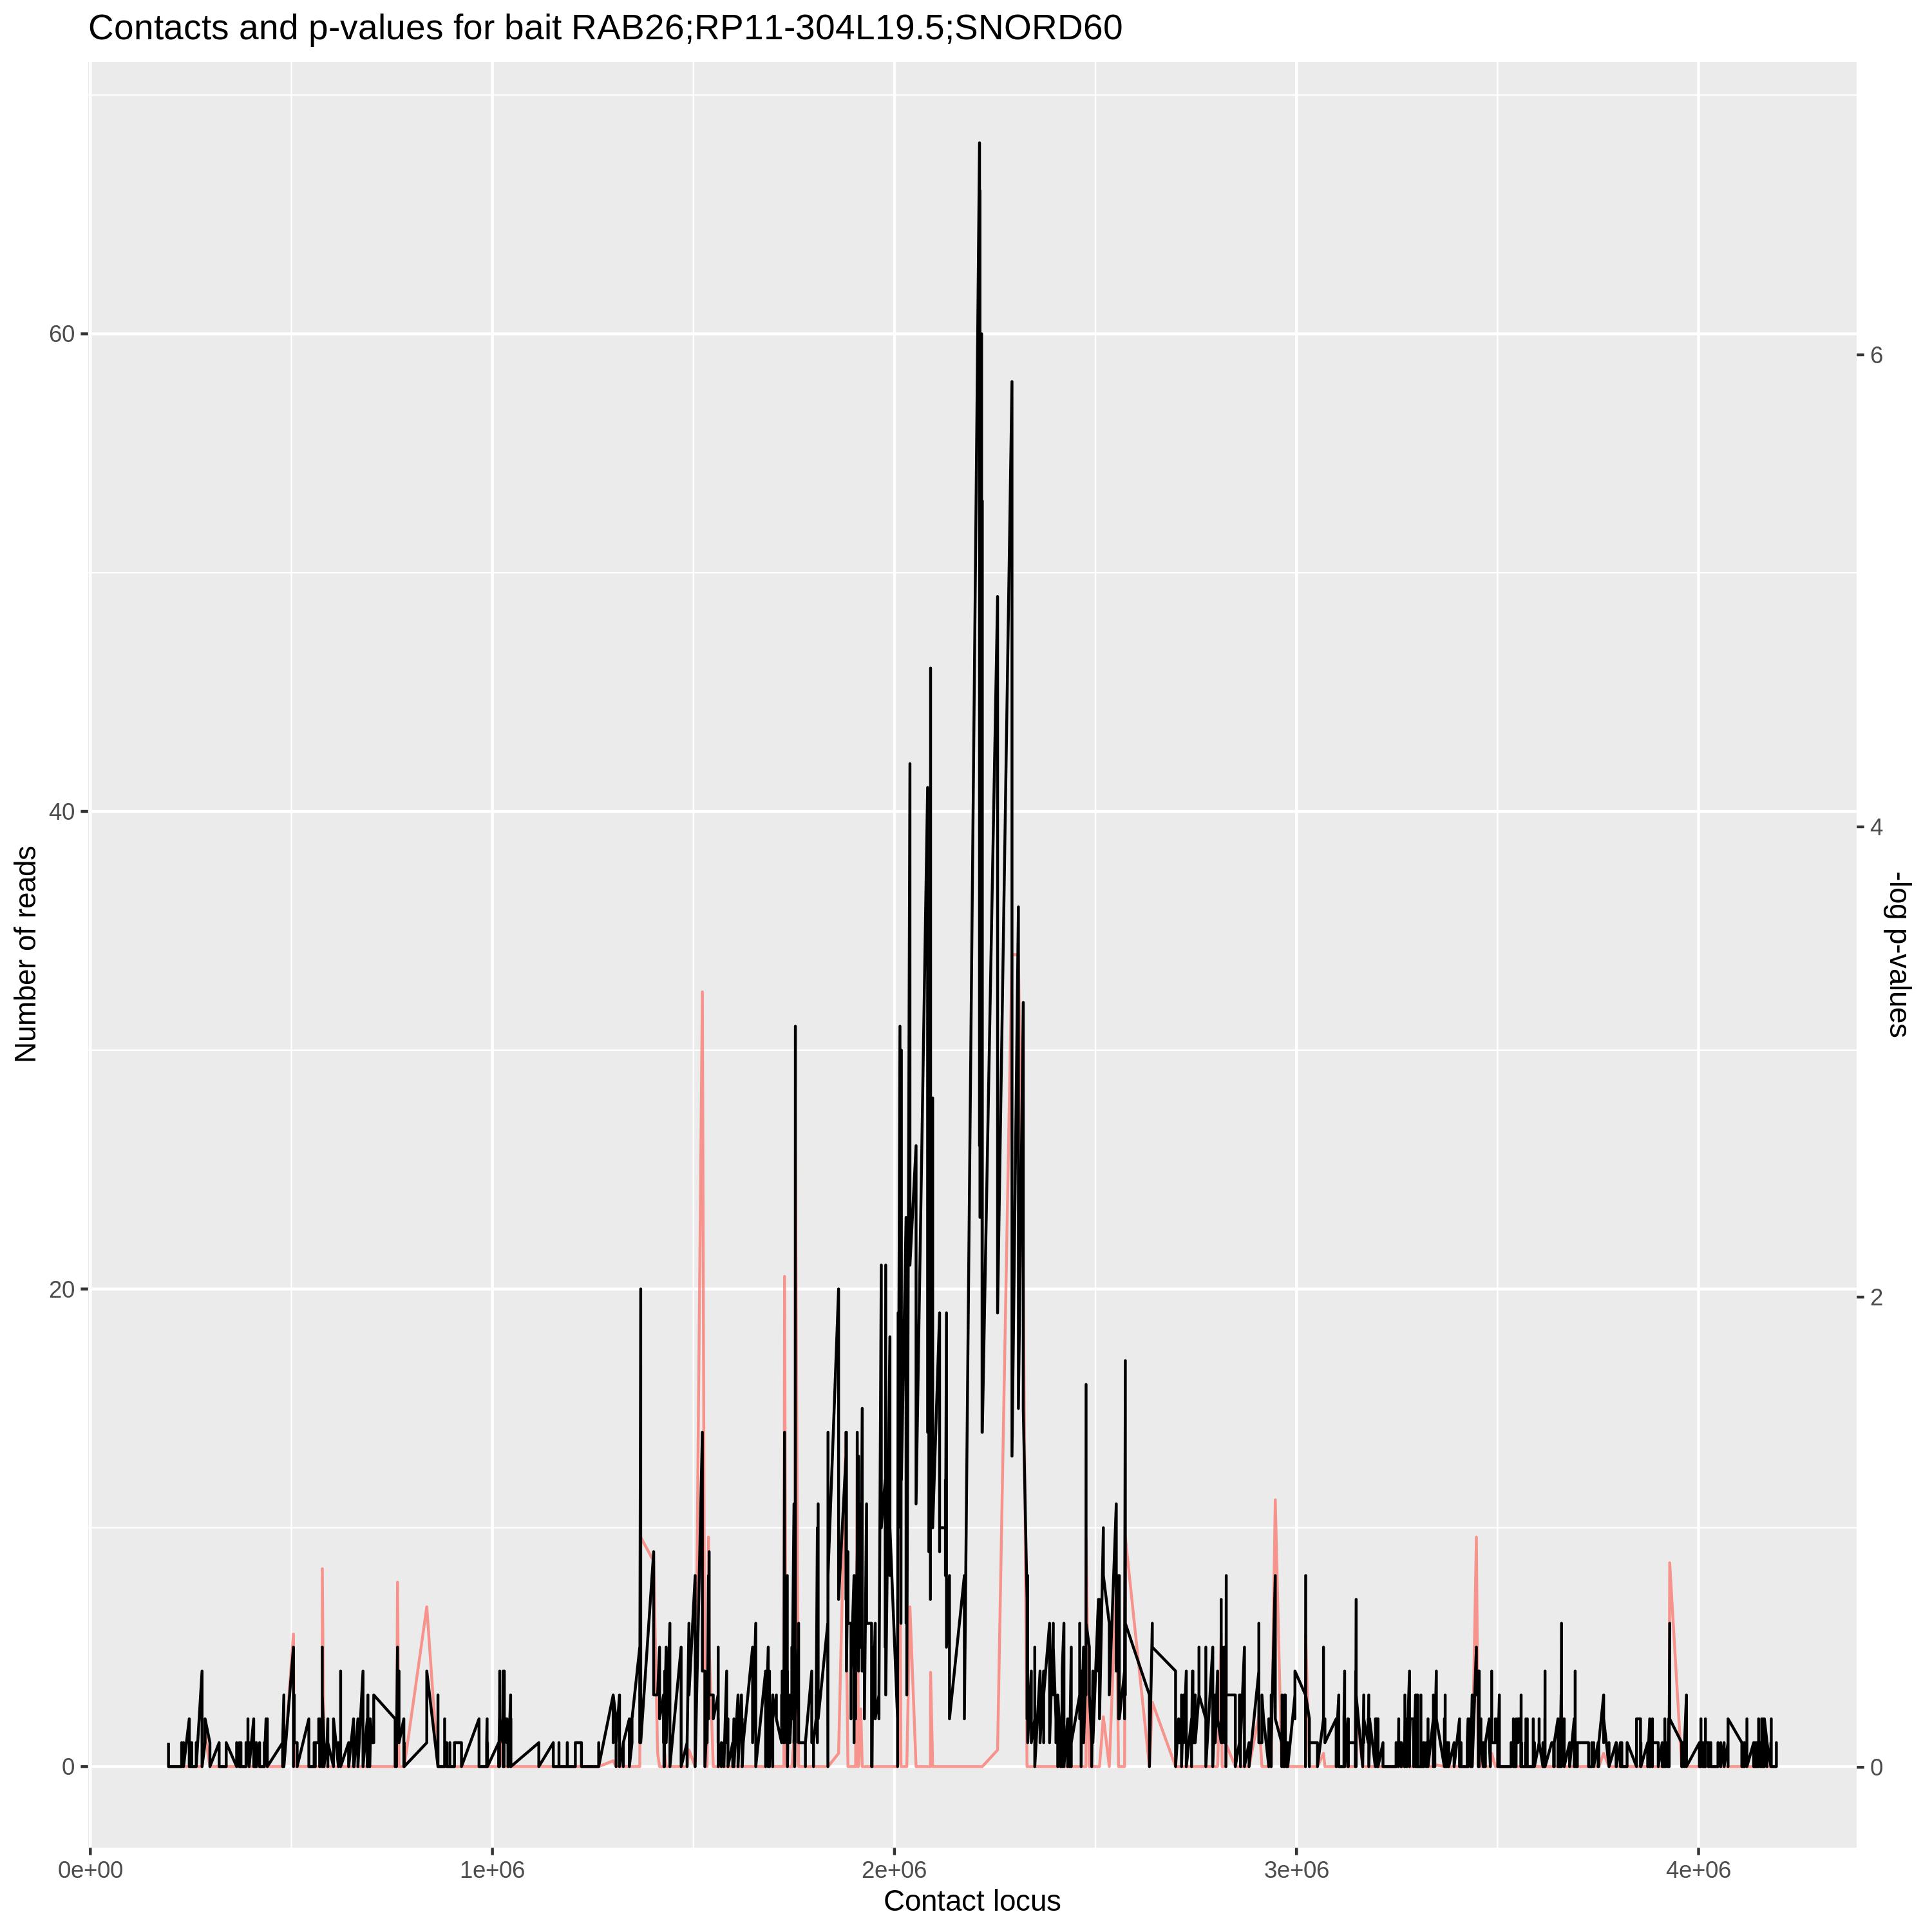 Contacts and p-values for bait RAB26;RP11-304L19.5;SNORD60
60
40
20
0
Number of reads
6
4
2
0
-log p-values
0e+00 1e+06 2e+06 3e+06 4e+06
Contact locus